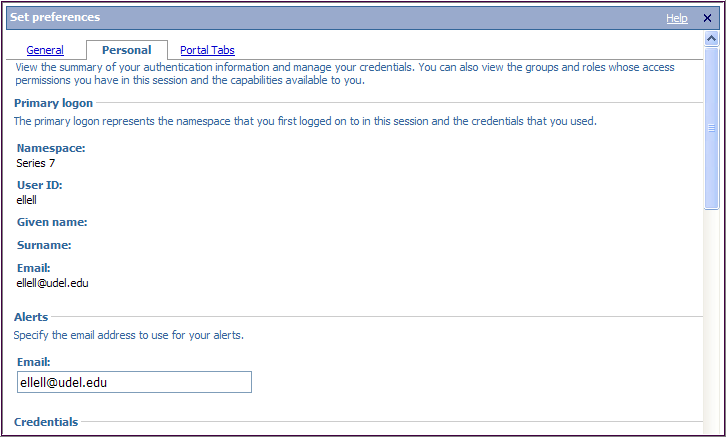 Set preferences
Help
General
Personal
Portal Tabs
View the summary of your authentication information and manage your credentials. You can also view the groups and roles whose access
permissions you have in this session and the capabilities available to you.
Primary logon
The primary logon represents the namespace that you first logged on to in this session and the credentials that you used.
Namespace:
Series 7
User ID:
ellell
Given name:
Surname:
Email:
ellell@udel.edu
Alerts
Specify the email address to use for your alerts.
Email:
ellell@udel.edu
Credentials